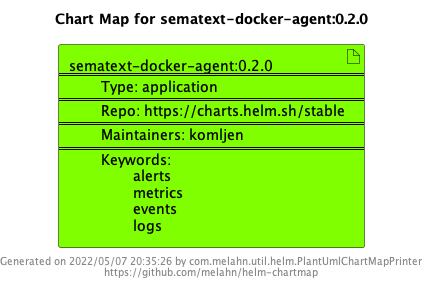 Chart Map for sematext-docker-agent:0.2.0
sematext-docker-agent:0.2.0
Type: application
Repo: https://charts.helm.sh/stable
Maintainers: komljen
Keywords:
alerts
metrics
events
logs
Generated on 2022/05/07 20:35:26 by com.melahn.util.helm.PlantUmlChartMapPrinter
https://github.com/melahn/helm-chartmap